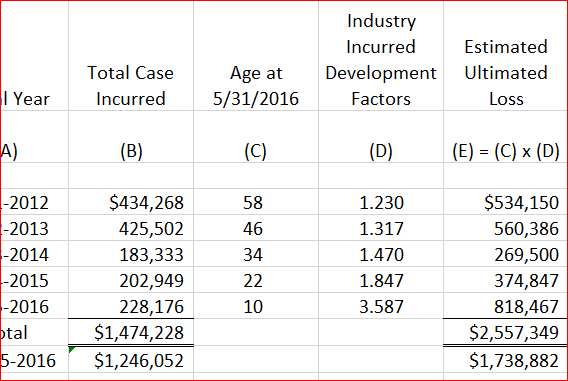 Industry
Incurred Estimated
Total Case Age at Development Ultimated
l Year Incurred 5/31/2016 Factors Loss
A) (B) (C) (D) (E) = (C) x (D)
-2012 $434,268 58 1.230 $534,150
-2013 425,502 46 1.317 560,386
-2014 183,333 34 1.470 269,500
-2015 202,949 22 1.847 374,847
-2016 228,176 10 3.587 818,467
otal $1,474,228 $2,557,349
5-2016 $1,246,052 $1,738,882